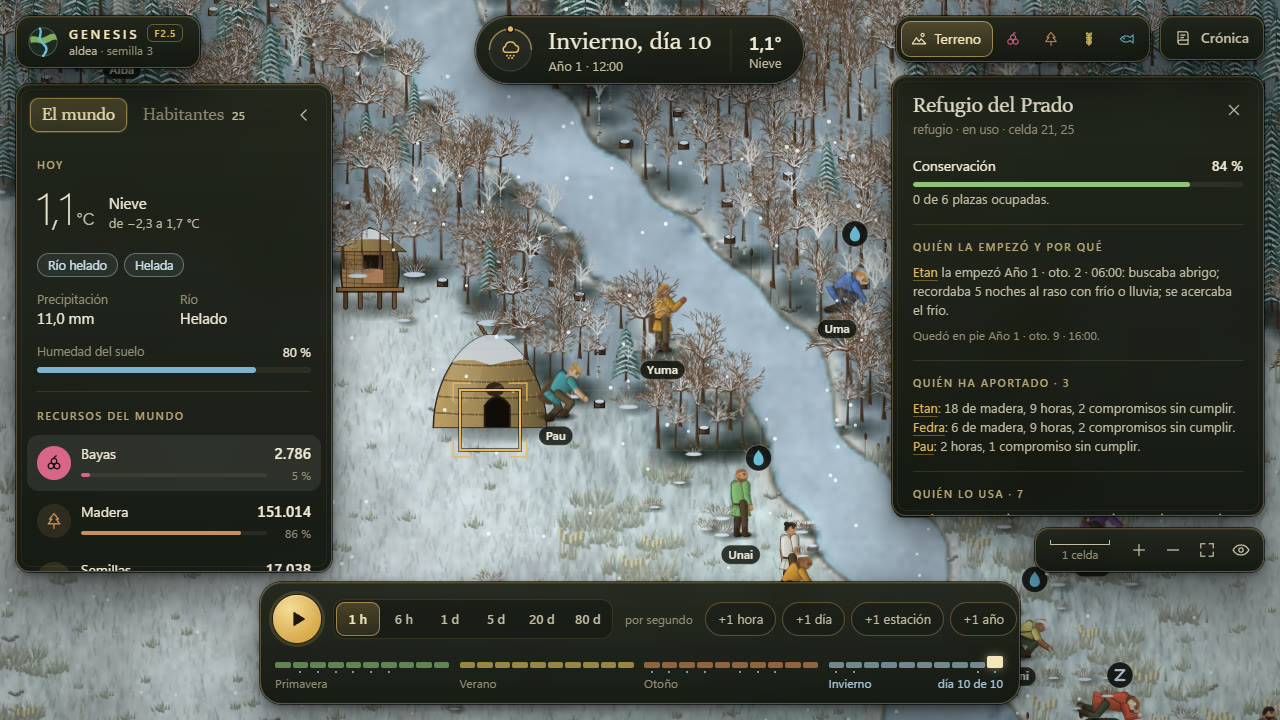 GENESIS F2.5
aldea · semilla 3
Alba
El mundo
Habitantes 25
HOY
1,1 °C
Nieve
de −2,3 a 1,7 °C
Río helado
Helada
Precipitación
11,0 mm
Río
Helado
Humedad del suelo
80 %
RECURSOS DEL MUNDO
Bayas
2.786
5 %
Madera
151.014
86 %
Semillas
17.038
Invierno, día 10
Año 1 · 12:00
1,1°
Nieve
Terreno
Crónica
Refugio del Prado
refugio · en uso · celda 21, 25
Conservación
84 %
0 de 6 plazas ocupadas.
QUIÉN LA EMPEZÓ Y POR QUÉ
Etan la empezó Año 1 · oto. 2 · 06:00: buscaba abrigo;
recordaba 5 noches al raso con frío o lluvia; se acercaba
el frío.
Quedó en pie Año 1 · oto. 9 · 16:00.
QUIÉN HA APORTADO · 3
Etan: 18 de madera, 9 horas, 2 compromisos sin cumplir.
Fedra: 6 de madera, 9 horas, 2 compromisos sin cumplir.
Pau: 2 horas, 1 compromiso sin cumplir.
QUIÉN LO USA · 7
Uma
Yuma
Pau
Unai
1 celda
1 h
6 h
1 d
5 d
20 d
80 d
por segundo
+1 hora
+1 día
+1 estación
+1 año
Primavera
Verano
Otoño
Invierno
día 10 de 10
Z